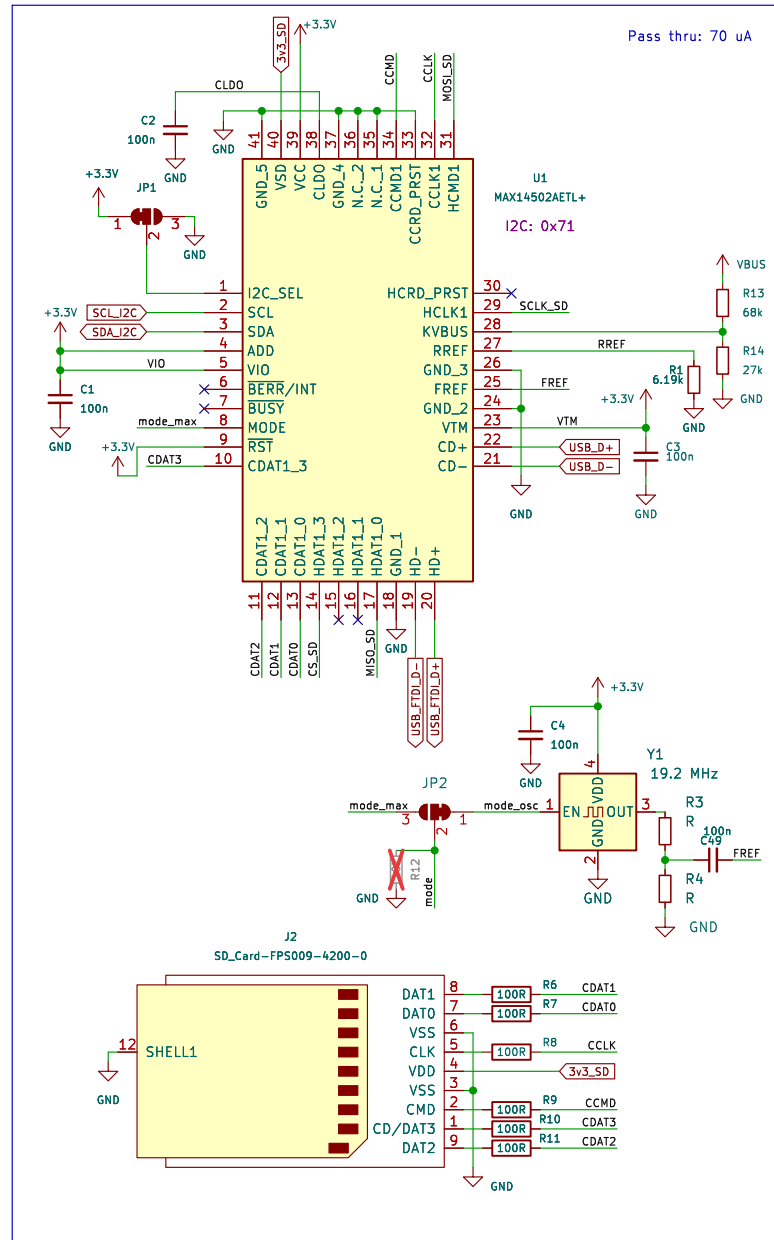 Pass thru: 70 uA
3v3_SD
+3.3V
CLDO
CCMD
CCLK
MOSI_SD
C2
100n
GND
GND
41 40 39 38 37 36 35 34 33 32 31
GND_5 VSD VCC CLDO GND_4 N.C._2 N.C._1 CCMD1 CCRD_PRST CCLK1 HCMD1
U1
MAX14502AETL+
I2C: 0x71
+3.3V
JP1
1 2 3
GND
1 I2C_SEL
SCL_I2C 2 SCL
SDA_I2C 3 SDA
+3.3V 4 ADD
VIO 5 VIO
6 BERR/INT
7 BUSY
mode_max 8 MODE
+3.3V 9 RST
CDAT3 10 CDAT1_3
C1
100n
GND
HCRD_PRST 30
HCLK1 29 SCLK_SD
KVBUS 28
RREF 27 RREF
GND_3 26
FREF 25 FREF
GND_2 24
VTM 23 VTM
CD+ 22 USB_D+
CD- 21 USB_D-
VBUS
R13
68k
R14
27k
GND
R1
6.19k
GND
+3.3V
C3
100n
GND
GND
CDAT1_2 CDAT1_1 CDAT1_0 HDAT1_3 HDAT1_2 HDAT1_1 HDAT1_0 GND_1 HD- HD+
11 12 13 14 15 16 17 18 19 20
CDAT2 CDAT1 CDAT0 CS_SD MISO_SD
GND
USB_FTDI_D-
USB_FTDI_D+
+3.3V
C4
100n
GND
Y1
19.2 MHz
4 VDD
1 EN
OUT 3
GND 2
GND
R3
R
100n
C49
FREF
R4
R
GND
JP2
mode_max 3 2 1 mode_osc
R12
GND
mode
J2
SD_Card-FPS009-4200-0
12 SHELL1
GND
DAT1 8 100R R6 CDAT1
DAT0 7 100R R7 CDAT0
VSS 6
CLK 5 100R R8 CCLK
VDD 4 3v3_SD
VSS 3
CMD 2 100R R9 CCMD
CD/DAT3 1 100R R10 CDAT3
DAT2 9 100R R11 CDAT2
GND